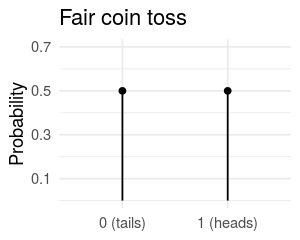 Fair coin toss
Probability
0.7
0.5
0.3
0.1
0 (tails)
1 (heads)